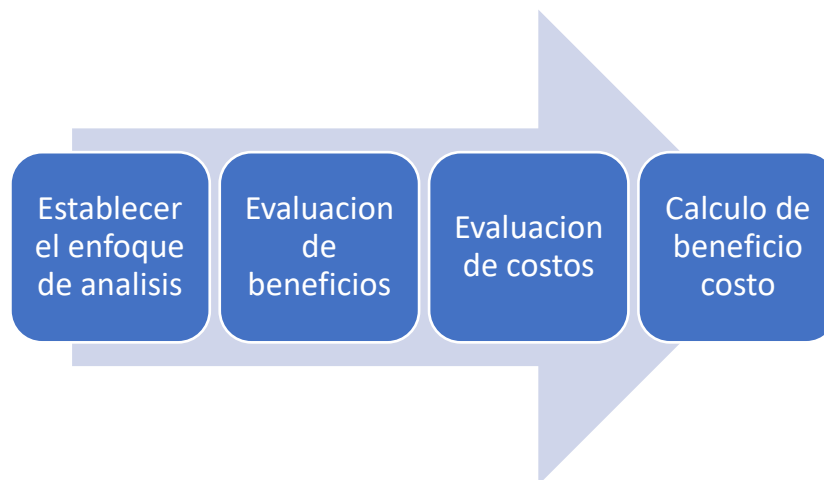 Establecer
el enfoque
de analisis
Evaluacion
de
beneficios
Evaluacion
de costos
Calculo de
beneficio
costo